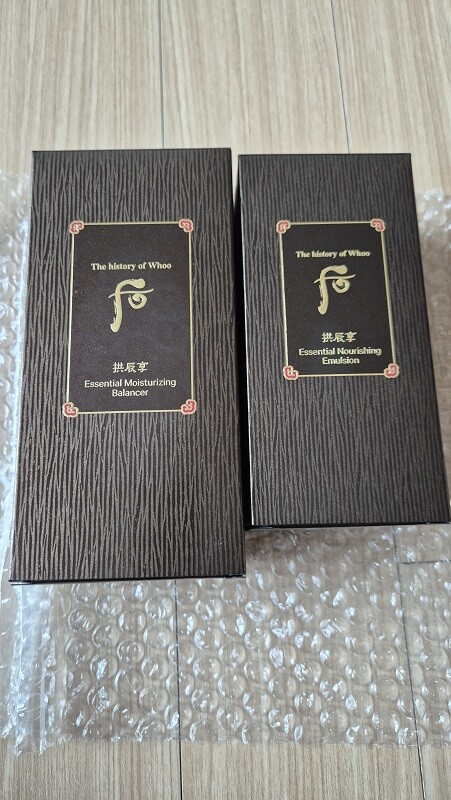 The history of Whoo
拱辰享
Essential Moisturizing
Balancer
The history of Whoo
拱辰享
Essential Nourishing
Emulsion